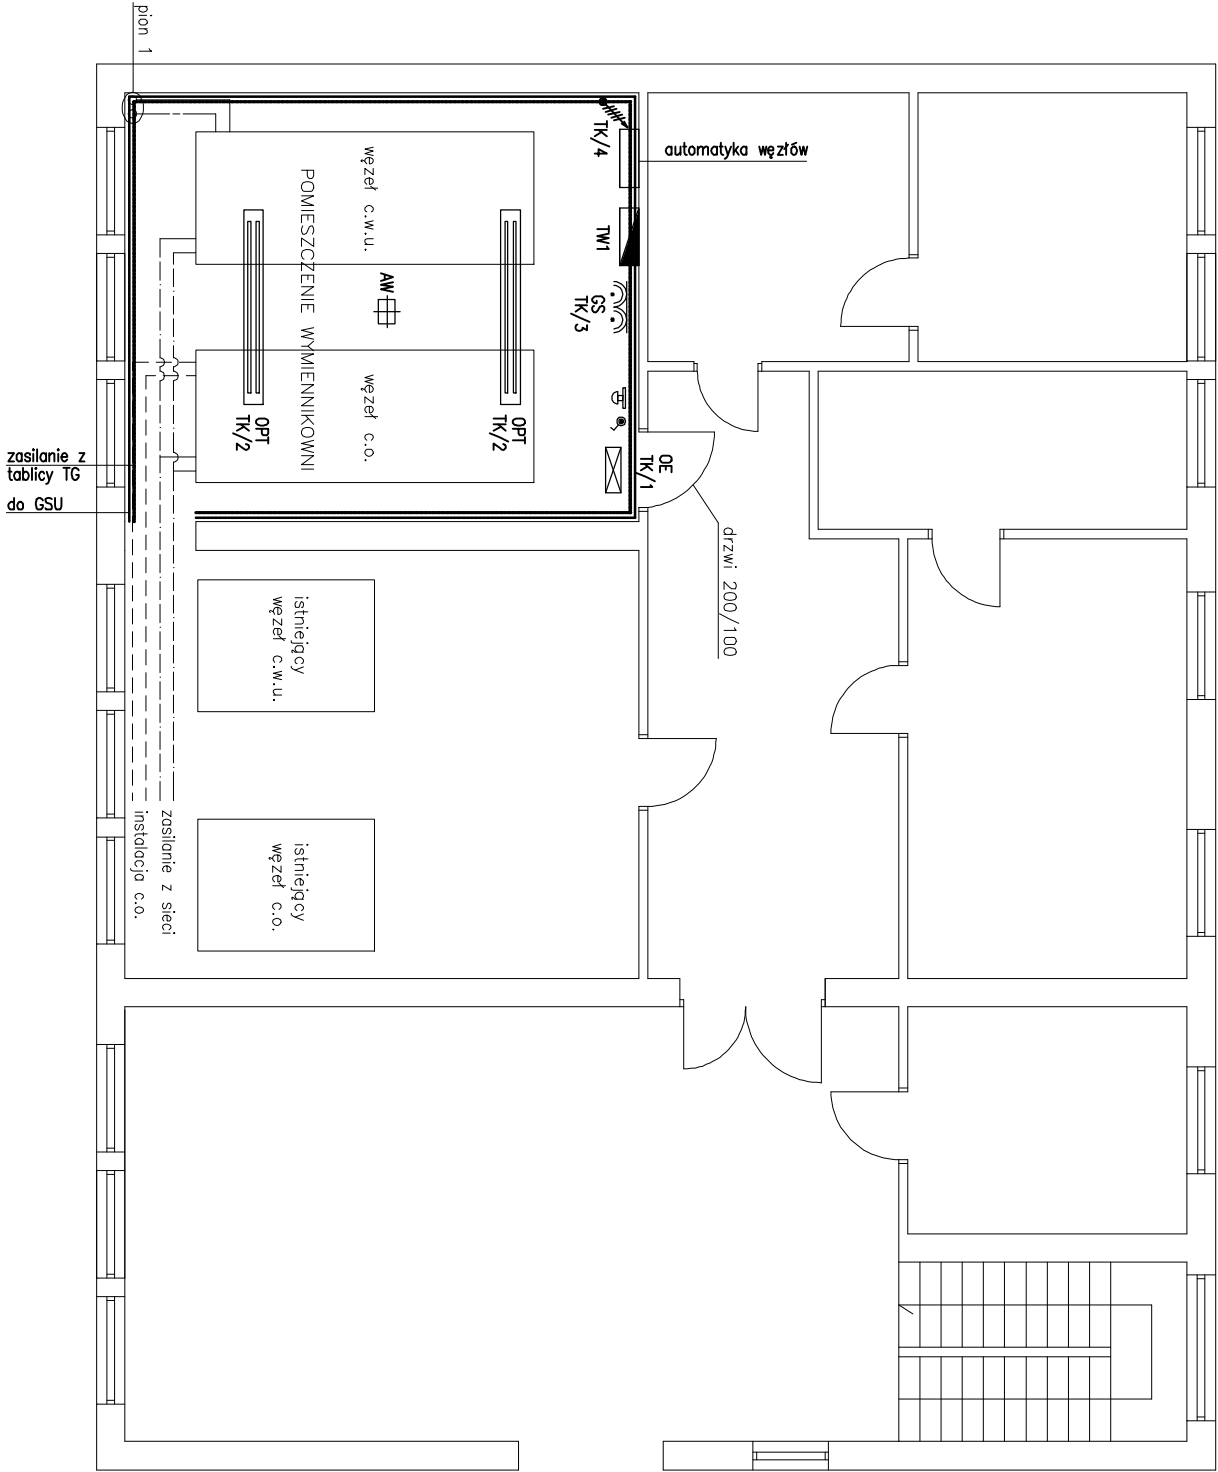 pion 1
automatyka węzłów
TK/4
TW1
GS
TK/3
węzeł c.w.u.
POMIESZCZENIE WYMIENNIKOWNI
AW
węzeł c.o.
OPT
TK/2
OPT
TK/2
OE
TK/1
zasilanie z
tablicy TG
do GSU
drzwi 200/100
istniejący
węzeł c.w.u.
istniejący
węzeł c.o.
zasilanie z sieci
instalacja c.o.